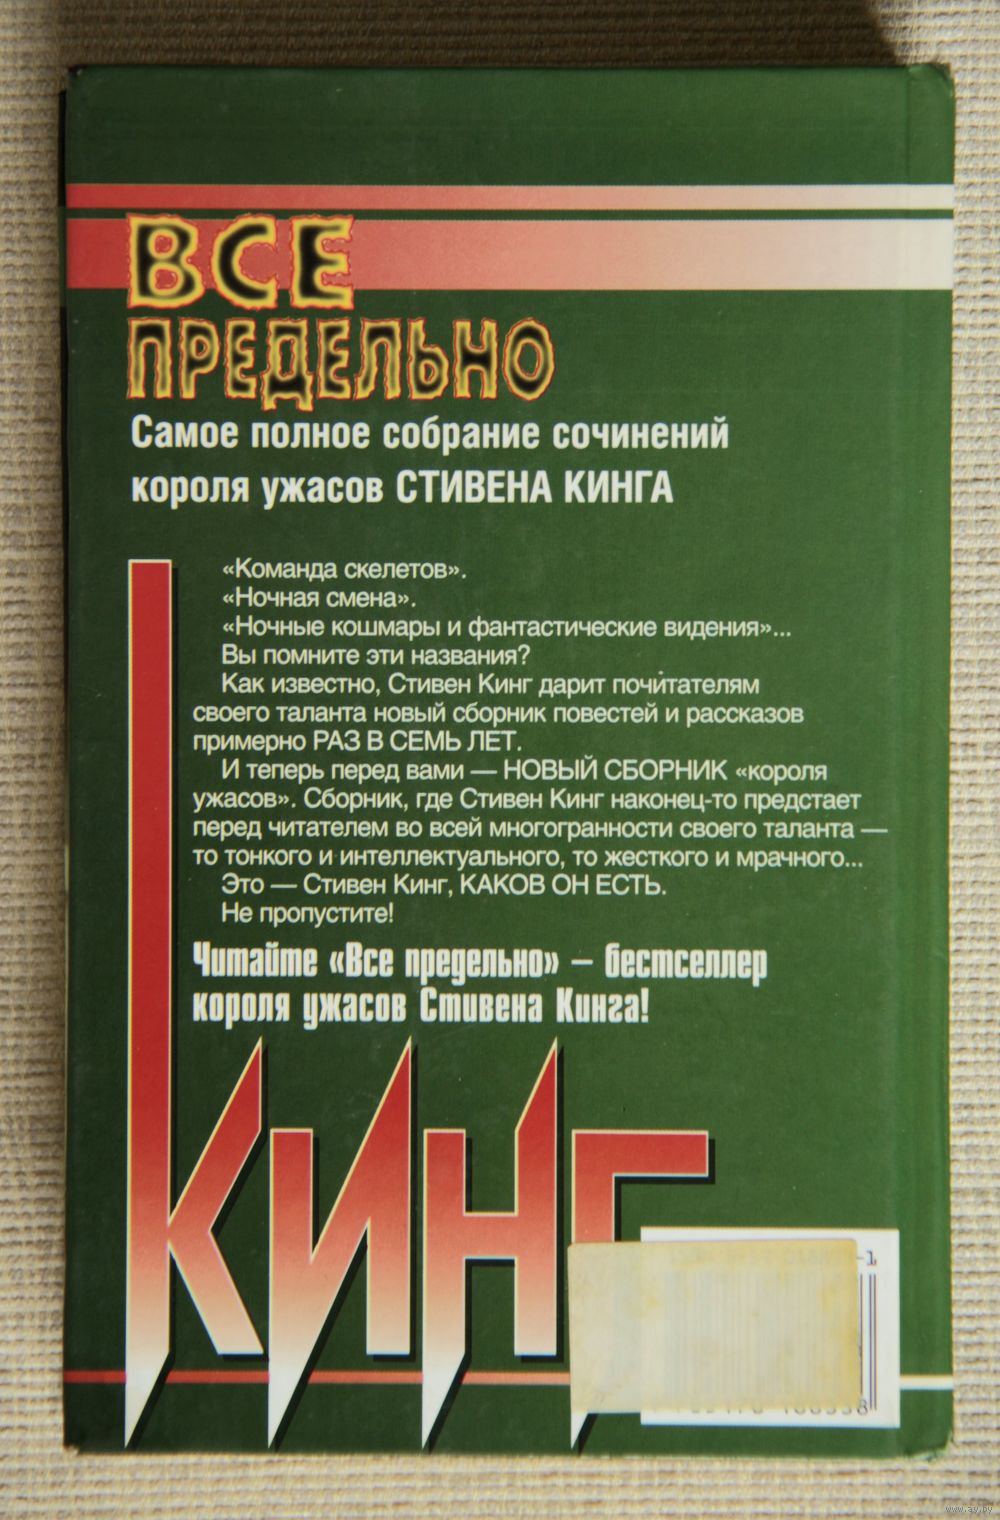 ВСЕ
ПРЕДЕЛЬНО
Самое полное собрание сочинений
короля ужасов СТИВЕНА КИНГА
«Команда скелетов».
«Ночная смена».
«Ночные кошмары и фантастические видения»...
Вы помните эти названия?
Как известно, Стивен Кинг дарит почитателям
своего таланта новый сборник повестей и рассказов
примерно РАЗ В СЕМЬ ЛЕТ.
И теперь перед вами — НОВЫЙ СБОРНИК «короля
ужасов». Сборник, где Стивен Кинг наконец-то предстает
перед читателем во всей многогранности своего таланта —
то тонкого и интеллектуального, то жесткого и мрачного...
Это — Стивен Кинг, КАКОВ ОН ЕСТЬ.
Не пропустите!
Читайте «Все предельно» – бестселлер
короля ужасов Стивена Кинга!
КИНГ
-1
www.ay.by